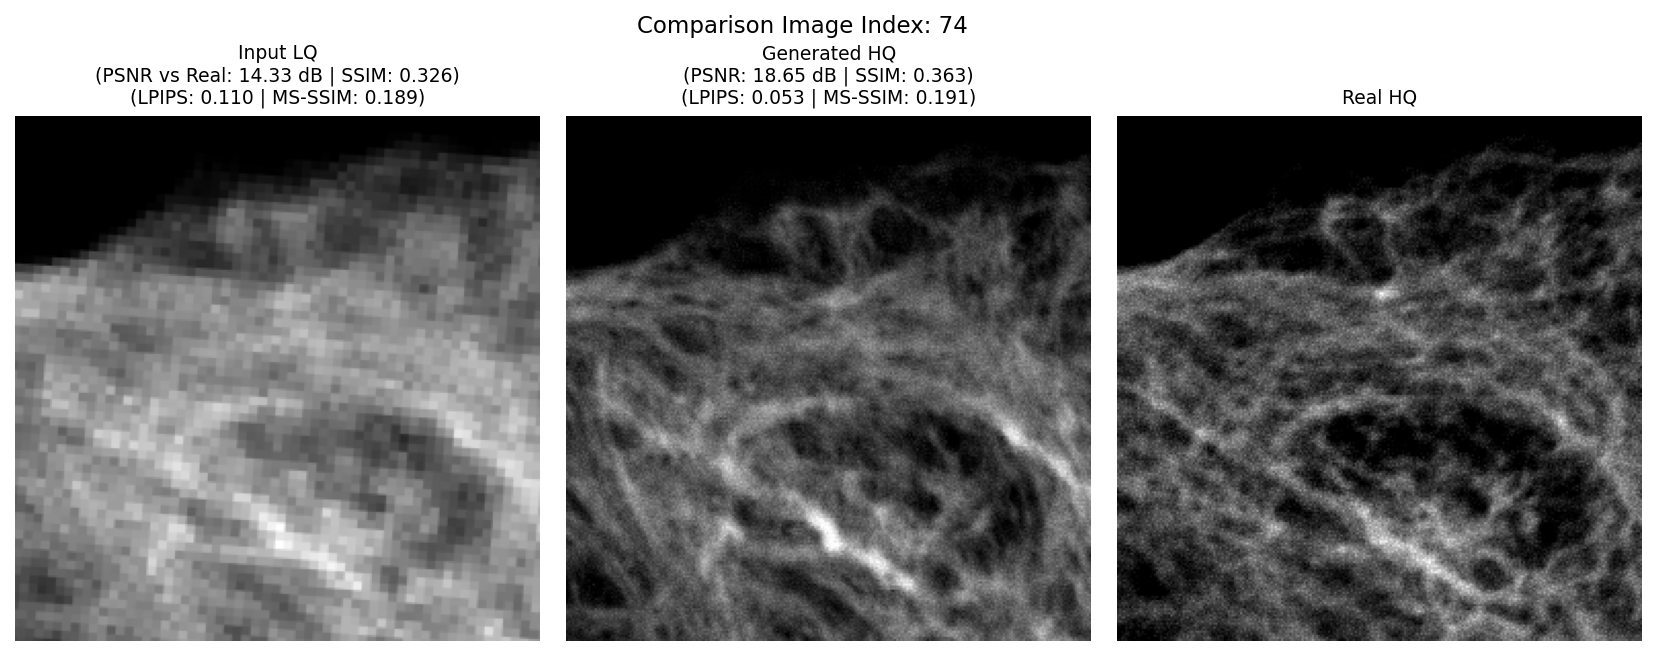 Comparison Image Index: 74
Input LQ
(PSNR vs Real: 14.33 dB | SSIM: 0.326)
(LPIPS: 0.110 | MS-SSIM: 0.189)
Generated HQ
(PSNR: 18.65 dB | SSIM: 0.363)
(LPIPS: 0.053 | MS-SSIM: 0.191)
Real HQ